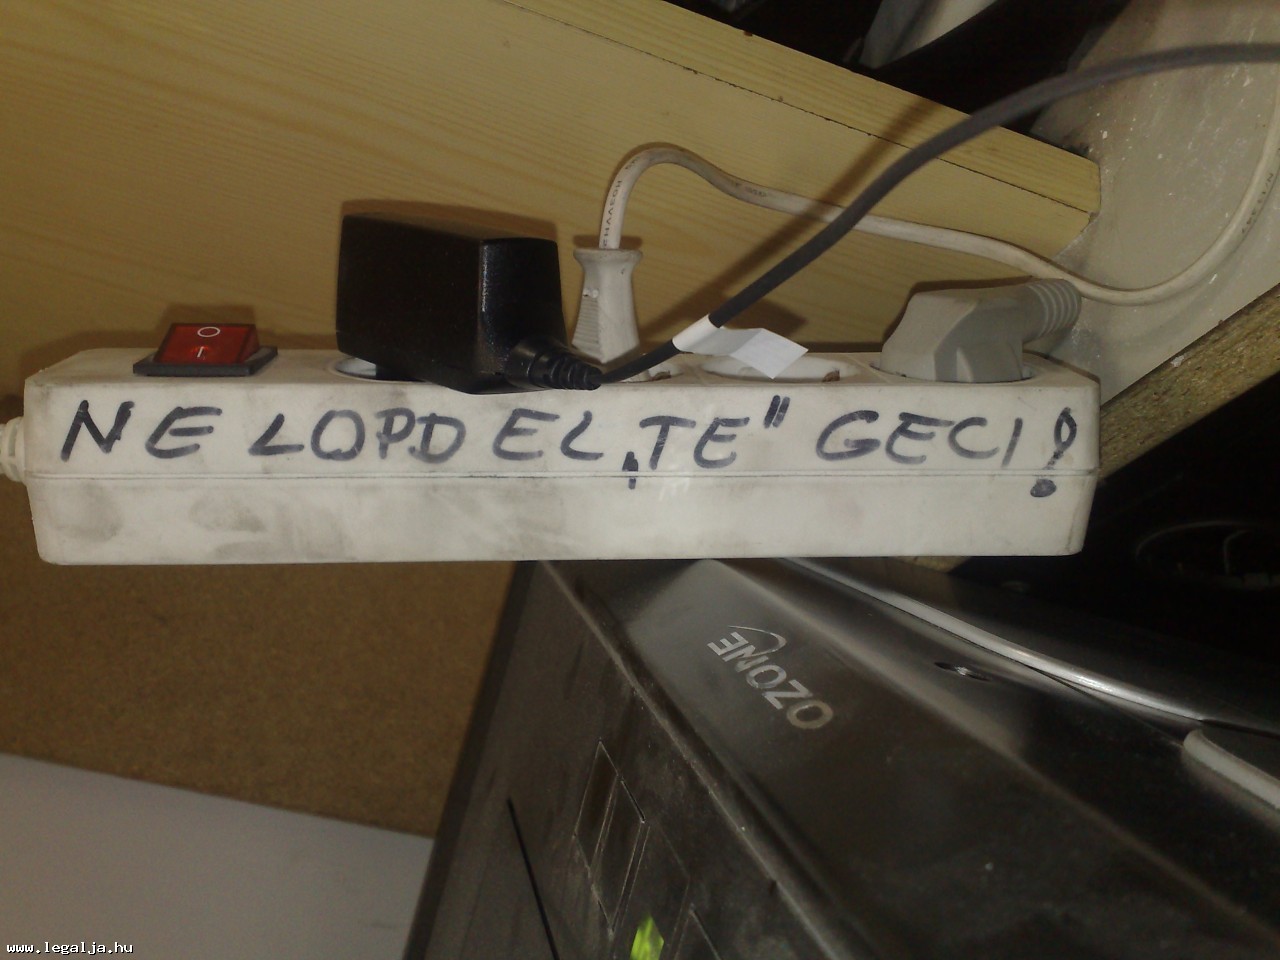 NE LOPD EL, "TE" GECI!
OZONE
www.legalja.hu